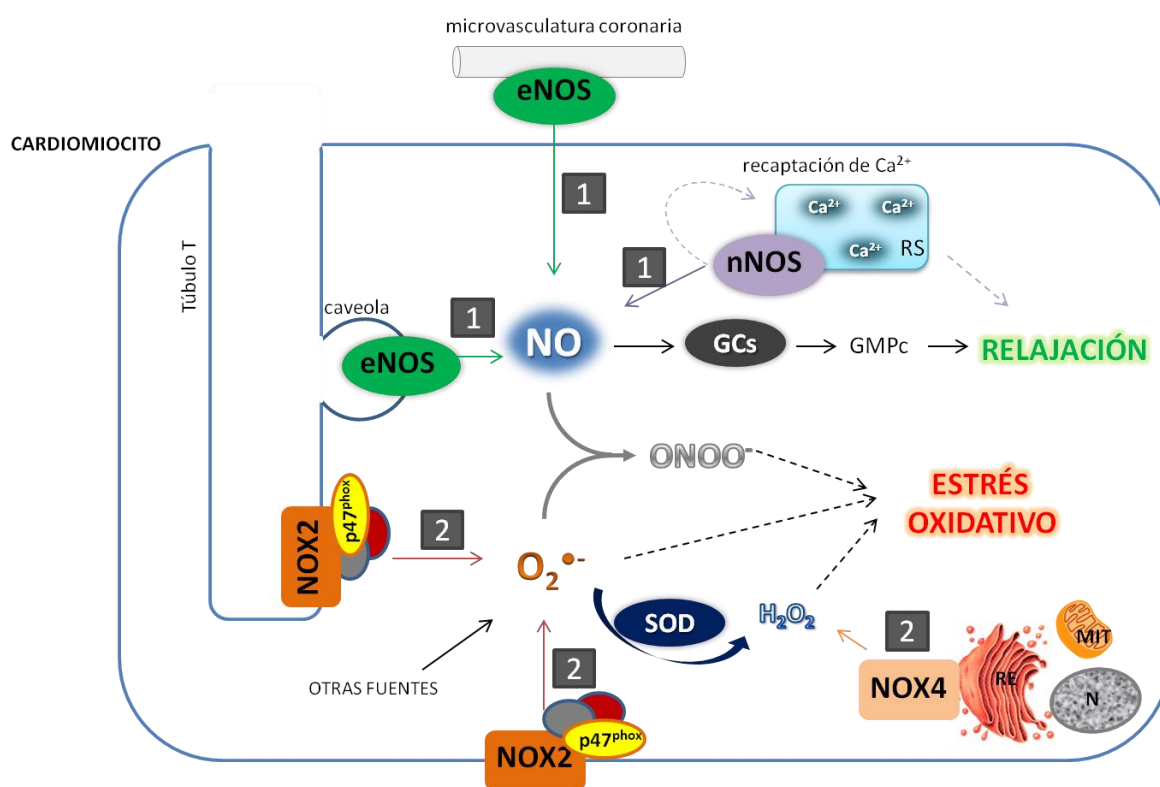 microvasculatura coronaria
eNOS
CARDIOMIOCITO
1
recaptación de Ca²⁺
Ca²⁺
Ca²⁺
Ca²⁺
RS
nNOS
1
Túbulo T
caveola
1
eNOS
NO
GCs
GMPc
RELAJACIÓN
ONOO⁻
ESTRÉS
OXIDATIVO
NOX2
p47ᵖʰᵒˣ
2
O₂•⁻
SOD
H₂O₂
2
MIT
RE
N
NOX4
OTRAS FUENTES
2
p47ᵖʰᵒˣ
NOX2